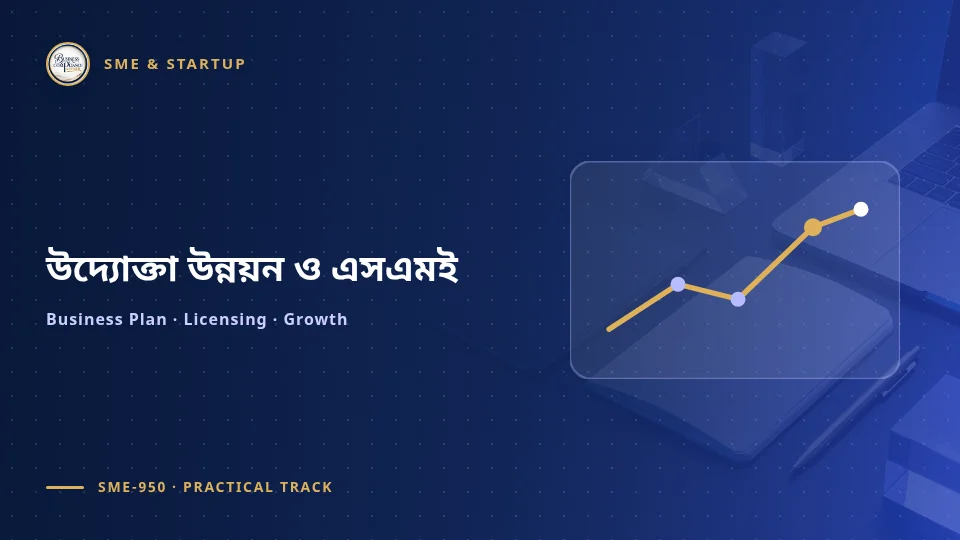 SME & STARTUP
উদ্যোক্তা উন্নয়ন ও এসএমই
Business Plan · Licensing · Growth
SME-950 · PRACTICAL TRACK